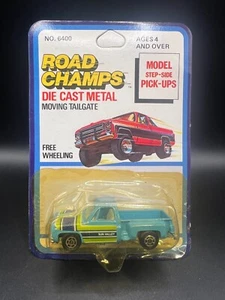 NO. 6400
AGES 4
AND OVER
ROAD
CHAMPS
DIE CAST METAL
MOVING TAILGATE
MODEL
STEP-SIDE
PICK-UPS
FREE
WHEELING